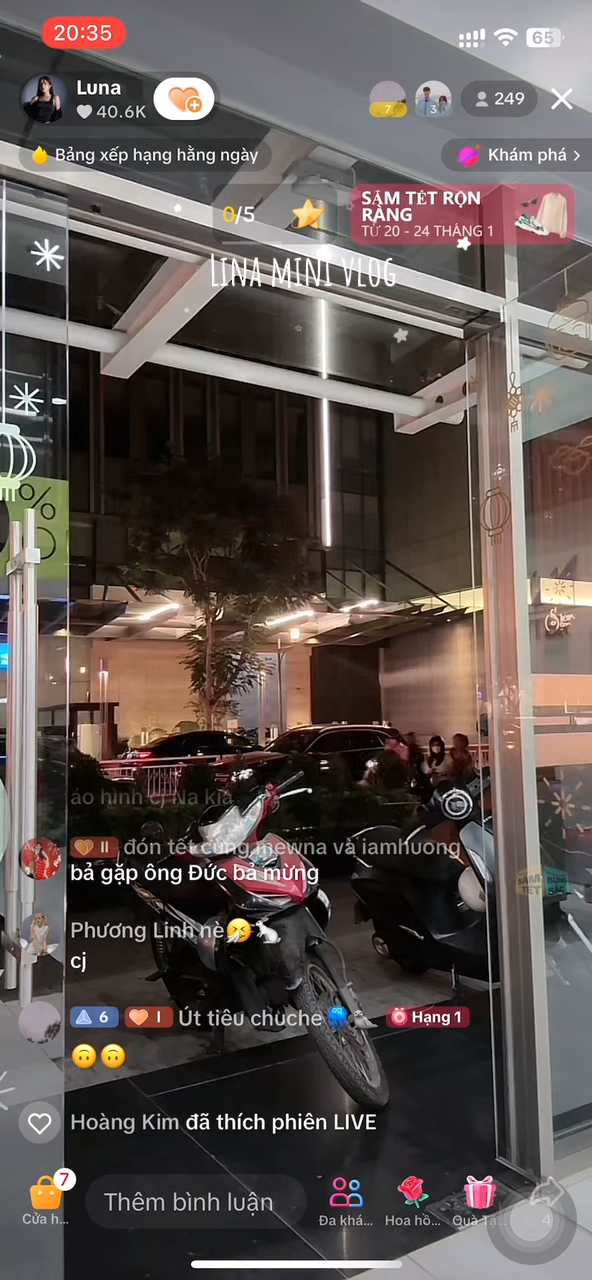 20:35
65
Luna
40.6K
7
3
249
Bảng xếp hạng hằng ngày
Khám phá >
0/5
SẮM TẾT RỘN
RÀNG
TỪ 20 - 24 THÁNG 1
LINA MINI VLOG
%
áo hình cj Na kìa
II đón têt cùng mewna và iamhuong
bả gặp ông Đức bả mừng
Phương Linh nè😆
cj
6 I Út tiêu chùche Hạng 1
🙃🙃
Hoàng Kim đã thích phiên LIVE
7
Cửa h...
Thêm bình luận
Đa khá...
Hoa hồ...
Quà Tặ...
4